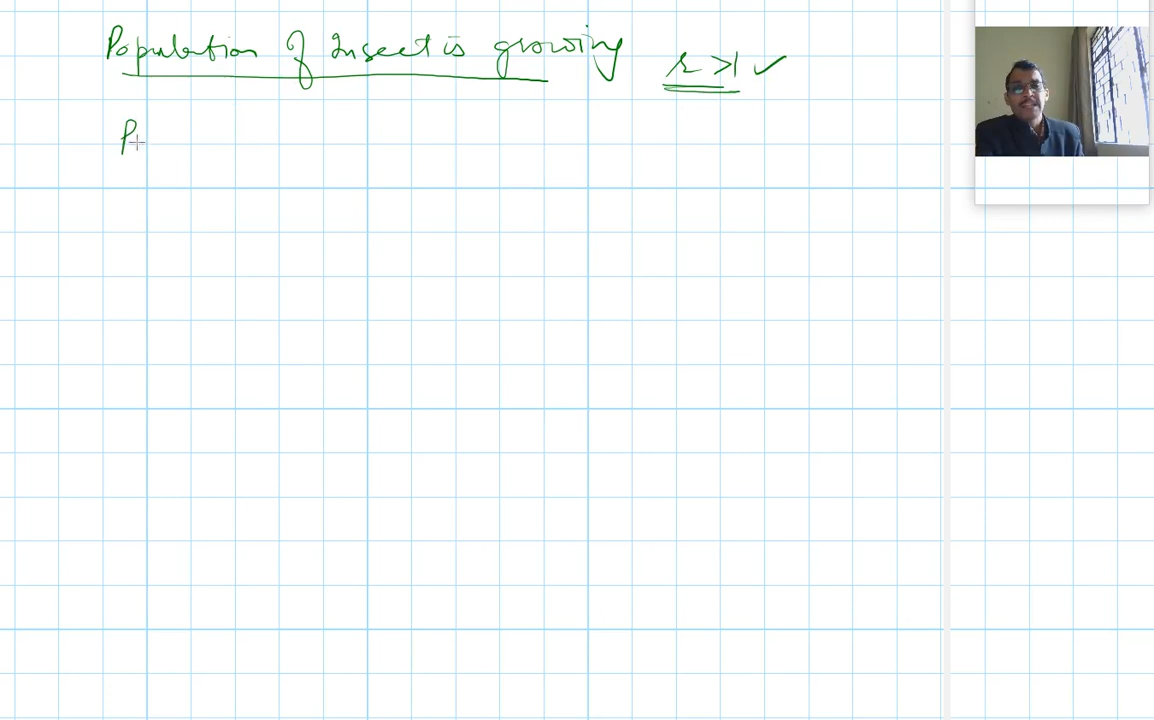 Population of Insect is growing r > 1 ✓
P